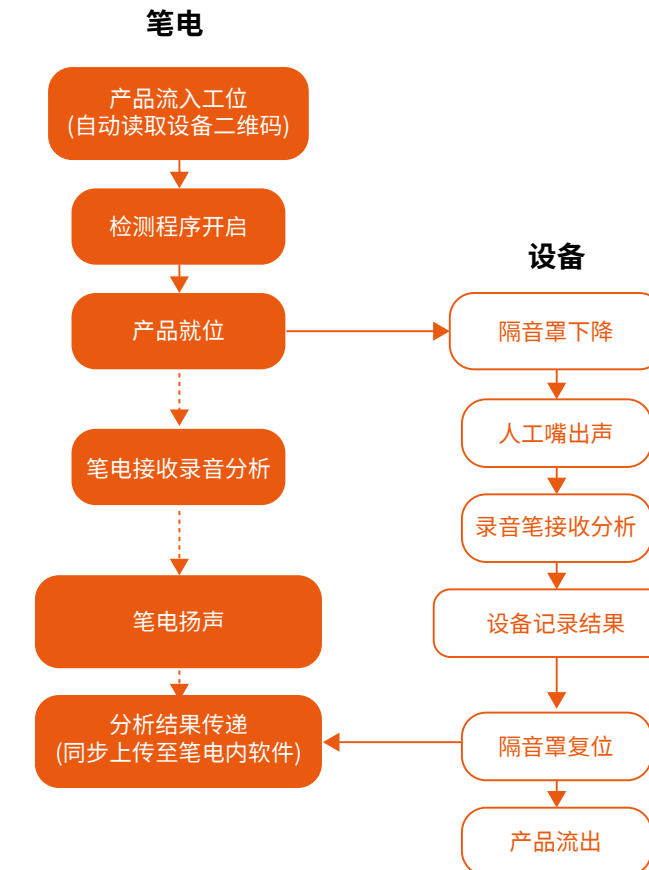 笔电
产品流入工位
(自动读取设备二维码)
检测程序开启
产品就位
笔电接收录音分析
笔电扬声
分析结果传递
(同步上传至笔电内软件)
设备
隔音罩下降
人工嘴出声
录音笔接收分析
设备记录结果
隔音罩复位
产品流出